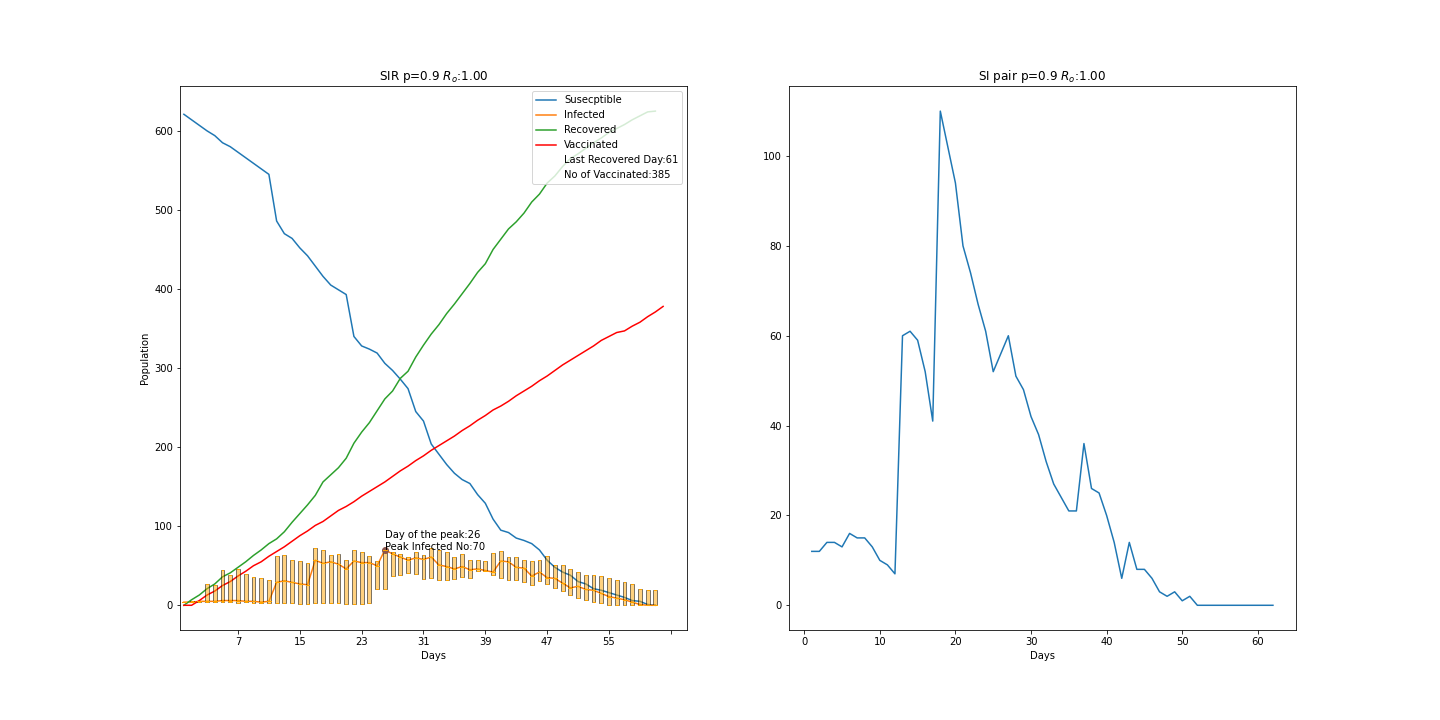 SIR p=0.9 Rₒ:1.00
Susecptible
Infected
Recovered
Vaccinated
Last Recovered Day:61
No of Vaccinated:385
600
500
400
300
200
100
0
Population
Day of the peak:26
Peak Infected No:70
7 15 23 31 39 47 55
Days
SI pair p=0.9 Rₒ:1.00
100
80
60
40
20
0
0 10 20 30 40 50 60
Days